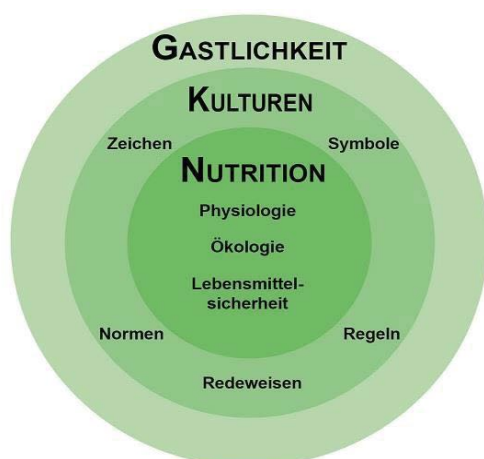 GASTLICHKEIT
KULTUREN
Zeichen
Symbole
NUTRITION
Physiologie
Ökologie
Lebensmittel-
sicherheit
Normen
Regeln
Redeweisen